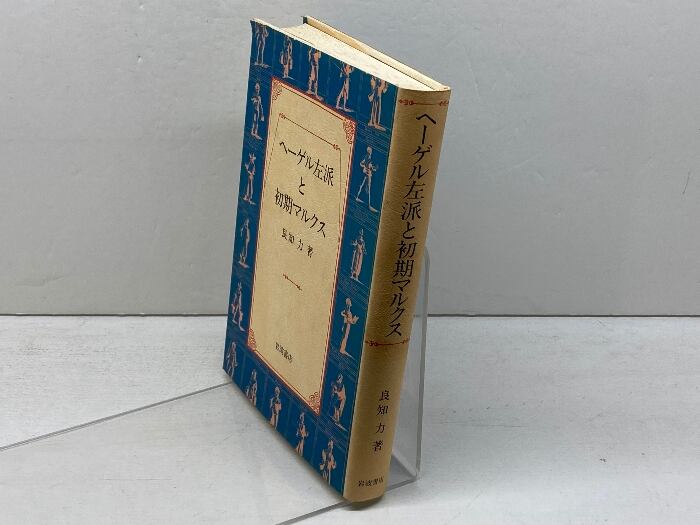 ヘーゲル左派
と
初期マルクス
良知 力 著
岩波書店
ヘーゲル左派と初期マルクス
良知 力 著
岩波書店